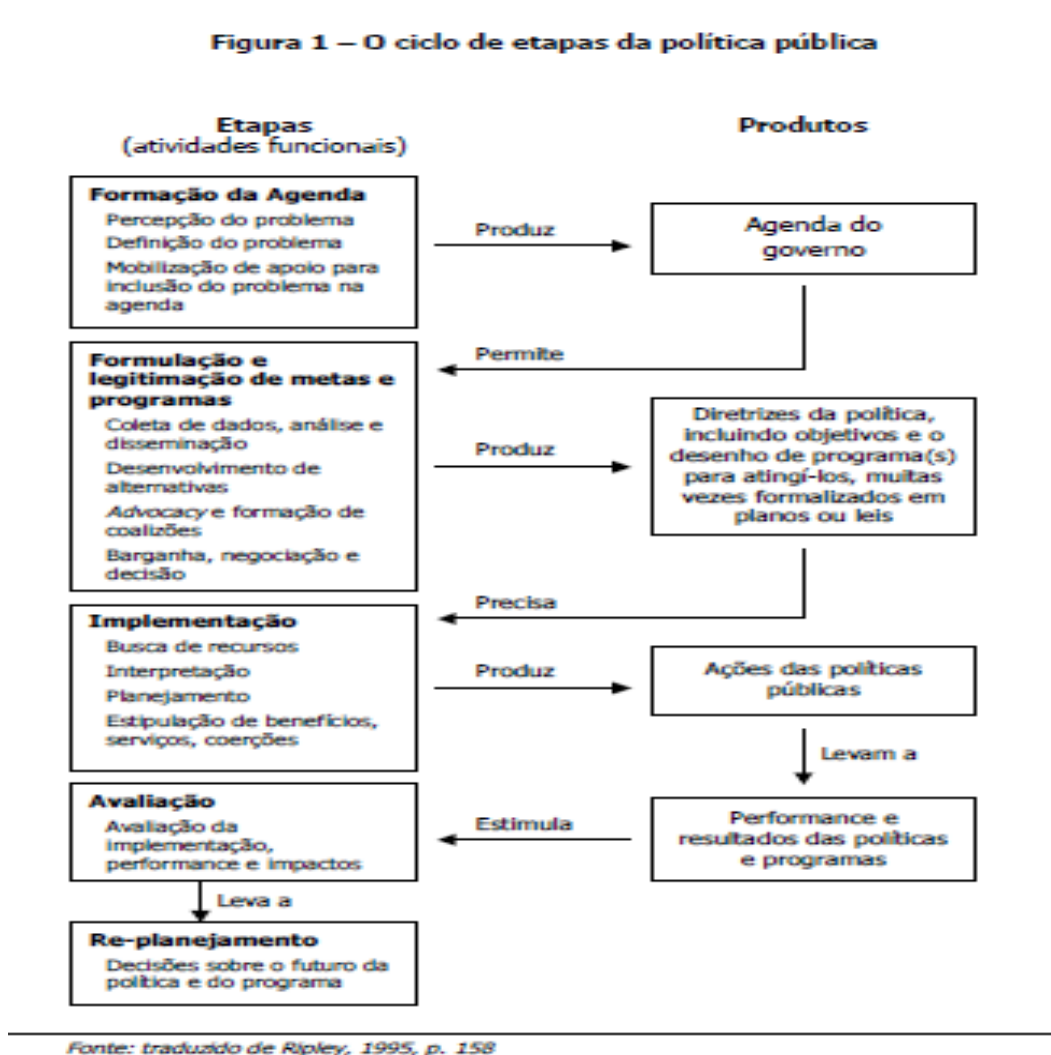 Figura 1 – O ciclo de etapas da política pública
Etapas
(atividades funcionais)
Produtos
Formação da Agenda
Percepção do problema
Definição do problema
Mobilização de apoio para
inclusão do problema na
agenda
Produz
Agenda do
governo
Permite
Formulação e
legitimação de metas e
programas
Coleta de dados, análise e
disseminação
Desenvolvimento de
alternativas
Advocacy e formação de
coalizões
Barganha, negociação e
decisão
Produz
Diretrizes da política,
incluindo objetivos e o
desenho de programa(s)
para atingí-los, muitas
vezes formalizados em
planos ou leis
Precisa
Implementação
Busca de recursos
Interpretação
Planejamento
Estipulação de benefícios,
serviços, coerções
Produz
Ações das políticas
públicas
Levam a
Performance e
resultados das políticas
e programas
Estimula
Avaliação
Avaliação da
implementação,
performance e impactos
Leva a
Re-planejamento
Decisões sobre o futuro da
política e do programa
Fonte: traduzido de Ripley, 1995, p. 158